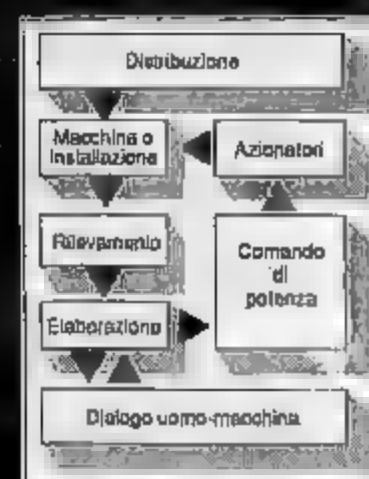 Distribuzione
Macchina o
Installazione
Azionatori
Rilevamento
Comando
di
potenza
Elaborazione
Dialogo uomo-macchina